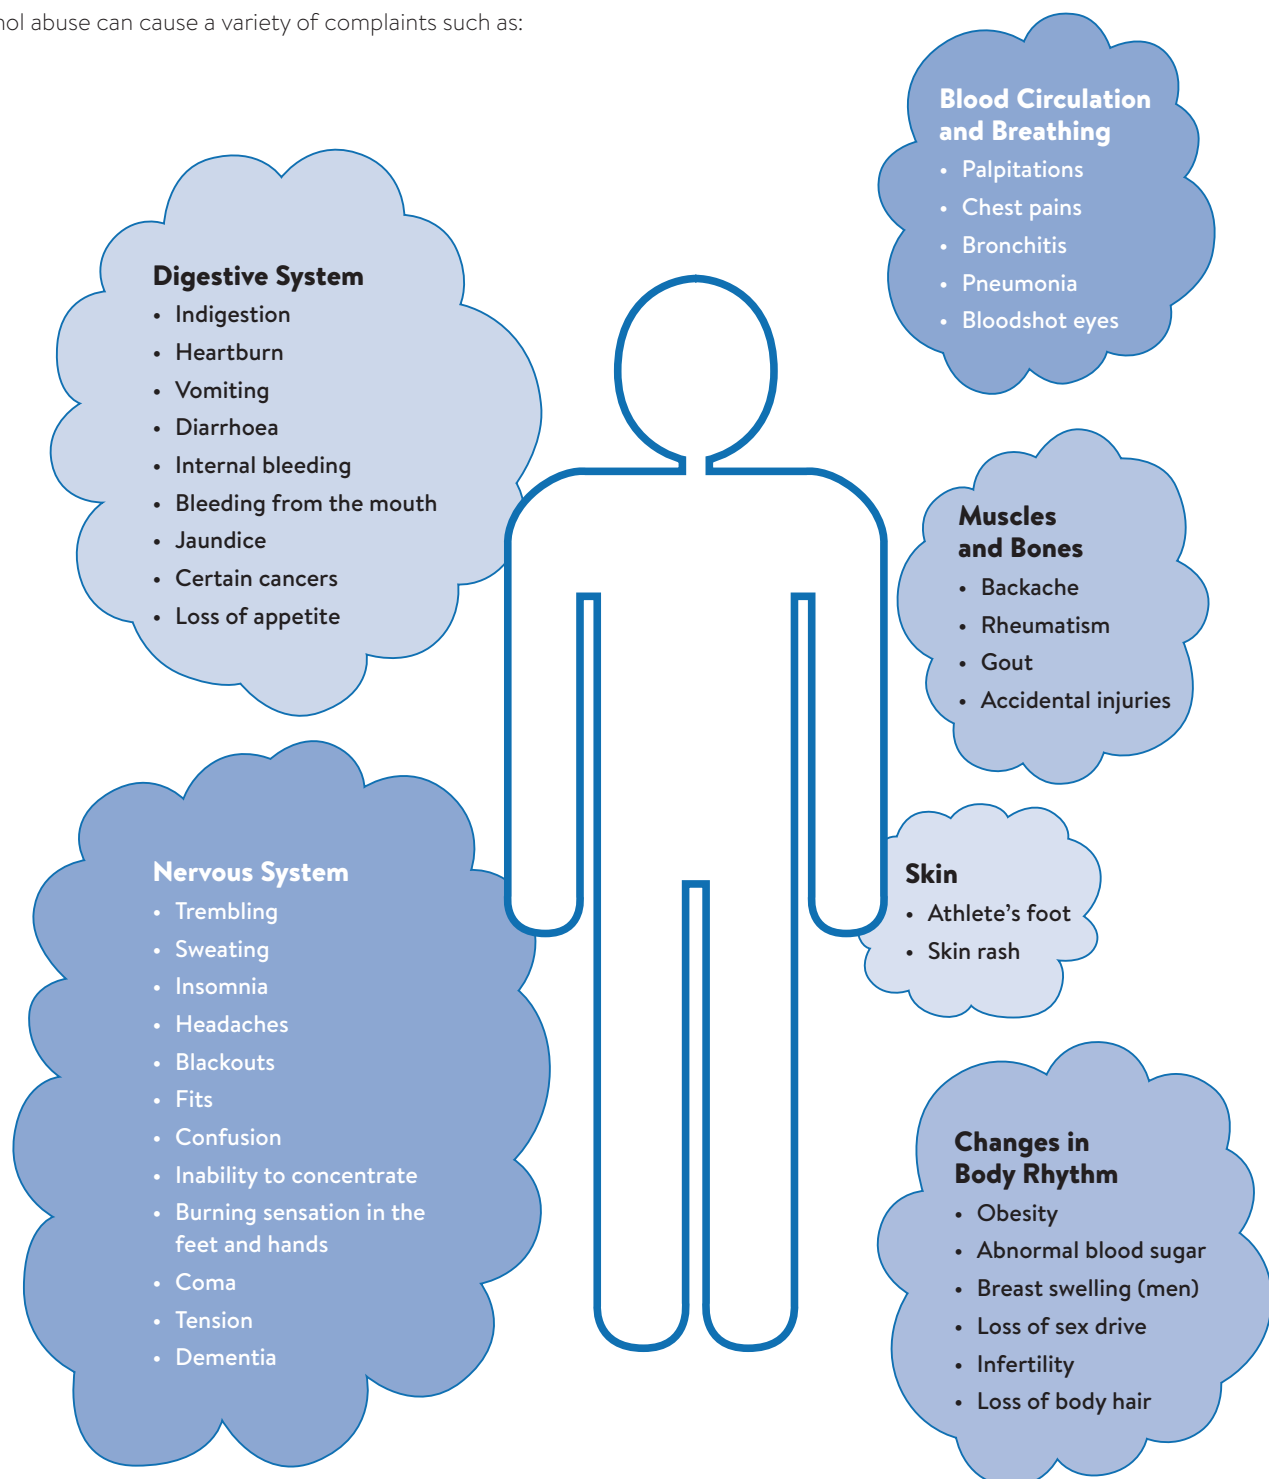 nol abuse can cause a variety of complaints such as:
Blood Circulation
and Breathing
• Palpitations
• Chest pains
• Bronchitis
• Pneumonia
• Bloodshot eyes
Digestive System
• Indigestion
• Heartburn
• Vomiting
• Diarrhoea
• Internal bleeding
• Bleeding from the mouth
• Jaundice
• Certain cancers
• Loss of appetite
Muscles
and Bones
• Backache
• Rheumatism
• Gout
• Accidental injuries
Nervous System
• Trembling
• Sweating
• Insomnia
• Headaches
• Blackouts
• Fits
• Confusion
• Inability to concentrate
• Burning sensation in the
feet and hands
• Coma
• Tension
• Dementia
Skin
• Athlete’s foot
• Skin rash
Changes in
Body Rhythm
• Obesity
• Abnormal blood sugar
• Breast swelling (men)
• Loss of sex drive
• Infertility
• Loss of body hair